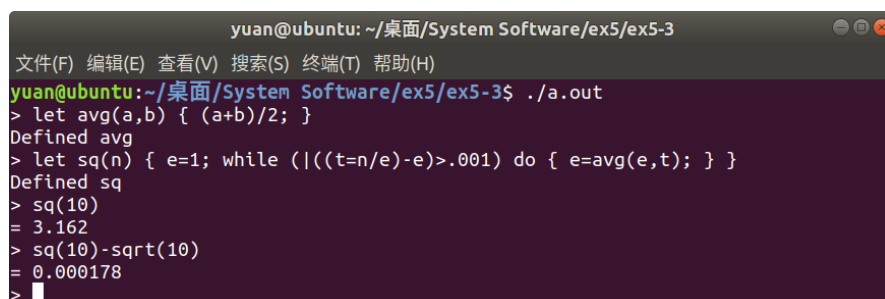 yuan@ubuntu: ~/桌面/System Software/ex5/ex5-3
文件(F) 编辑(E) 查看(V) 搜索(S) 终端(T) 帮助(H)
yuan@ubuntu:~/桌面/System Software/ex5/ex5-3$ ./a.out
> let avg(a,b) { (a+b)/2; }
Defined avg
> let sq(n) { e=1; while (|((t=n/e)-e)>.001) do { e=avg(e,t); } }
Defined sq
> sq(10)
= 3.162
> sq(10)-sqrt(10)
= 0.000178
>